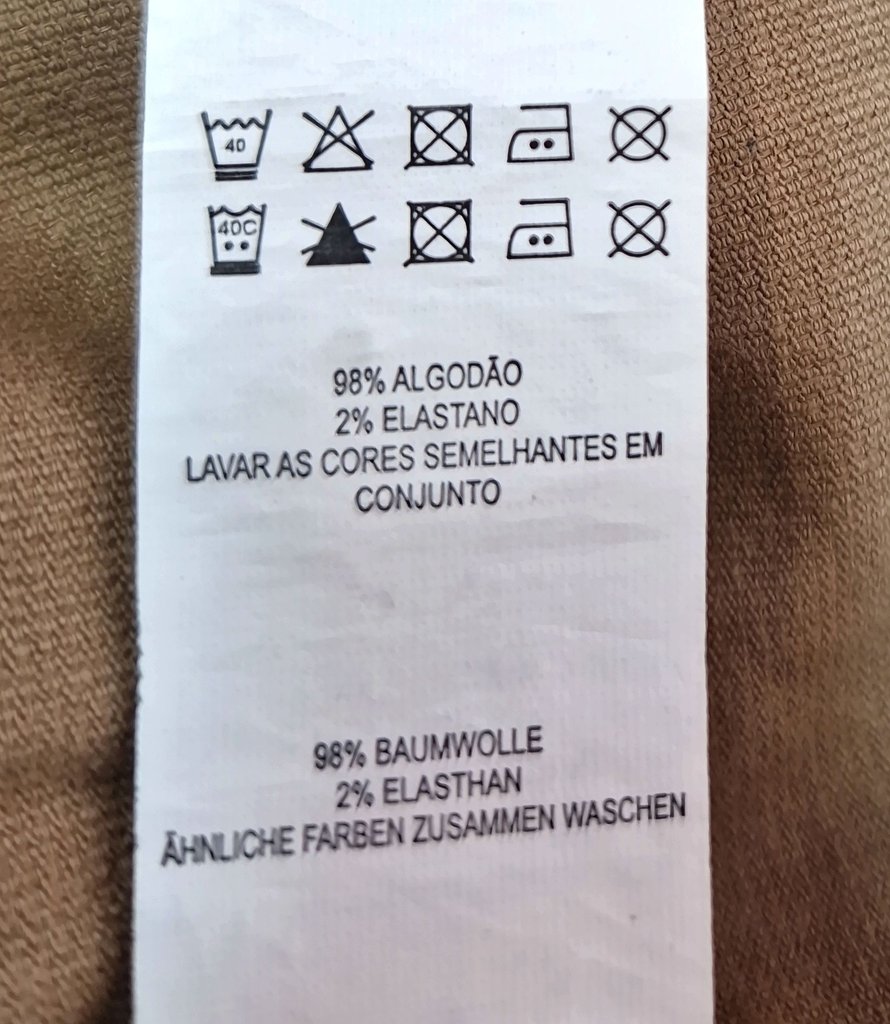 40
40C
98% ALGODÃO
2% ELASTANO
LAVAR AS CORES SEMELHANTES EM
CONJUNTO
98% BAUMWOLLE
2% ELASTHAN
ÄHNLICHE FARBEN ZUSAMMEN WASCHEN